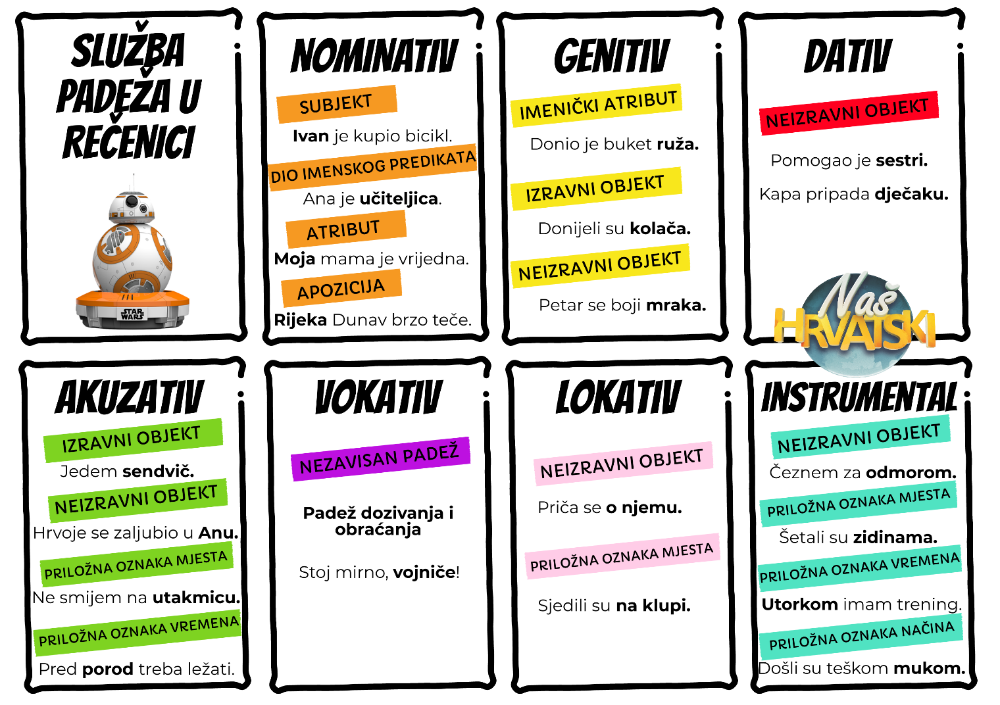 SLUŽBA
PADEŽA U
REČENICI
STAR
WARS
NOMINATIV
SUBJEKT
Ivan je kupio bicikl.
DIO IMENSKOG PREDIKATA
Ana je učiteljica.
ATRIBUT
Moja mama je vrijedna.
APOZICIJA
Rijeka Dunav brzo teče.
GENITIV
IMENIČKI ATRIBUT
Donio je buket ruža.
IZRAVNI OBJEKT
Donijeli su kolača.
NEIZRAVNI OBJEKT
Petar se boji mraka.
DATIV
NEIZRAVNI OBJEKT
Pomogao je sestri.
Kapa pripada dječaku.
Naš
HRVATSKI
AKUZATIV
IZRAVNI OBJEKT
Jedem sendvič.
NEIZRAVNI OBJEKT
Hrvoje se zaljubio u Anu.
PRILOŽNA OZNAKA MJESTA
Ne smijem na utakmicu.
PRILOŽNA OZNAKA VREMENA
Pred porod treba ležati.
VOKATIV
NEZAVISAN PADEŽ
Padež dozivanja i
obraćanja
Stoj mirno, vojniče!
LOKATIV
NEIZRAVNI OBJEKT
Priča se o njemu.
PRILOŽNA OZNAKA MJESTA
Sjedili su na klupi.
INSTRUMENTAL
NEIZRAVNI OBJEKT
Čeznem za odmorom.
PRILOŽNA OZNAKA MJESTA
Šetali su zidinama.
PRILOŽNA OZNAKA VREMENA
Utorkom imam trening.
PRILOŽNA OZNAKA NAČINA
Došli su teškom mukom.